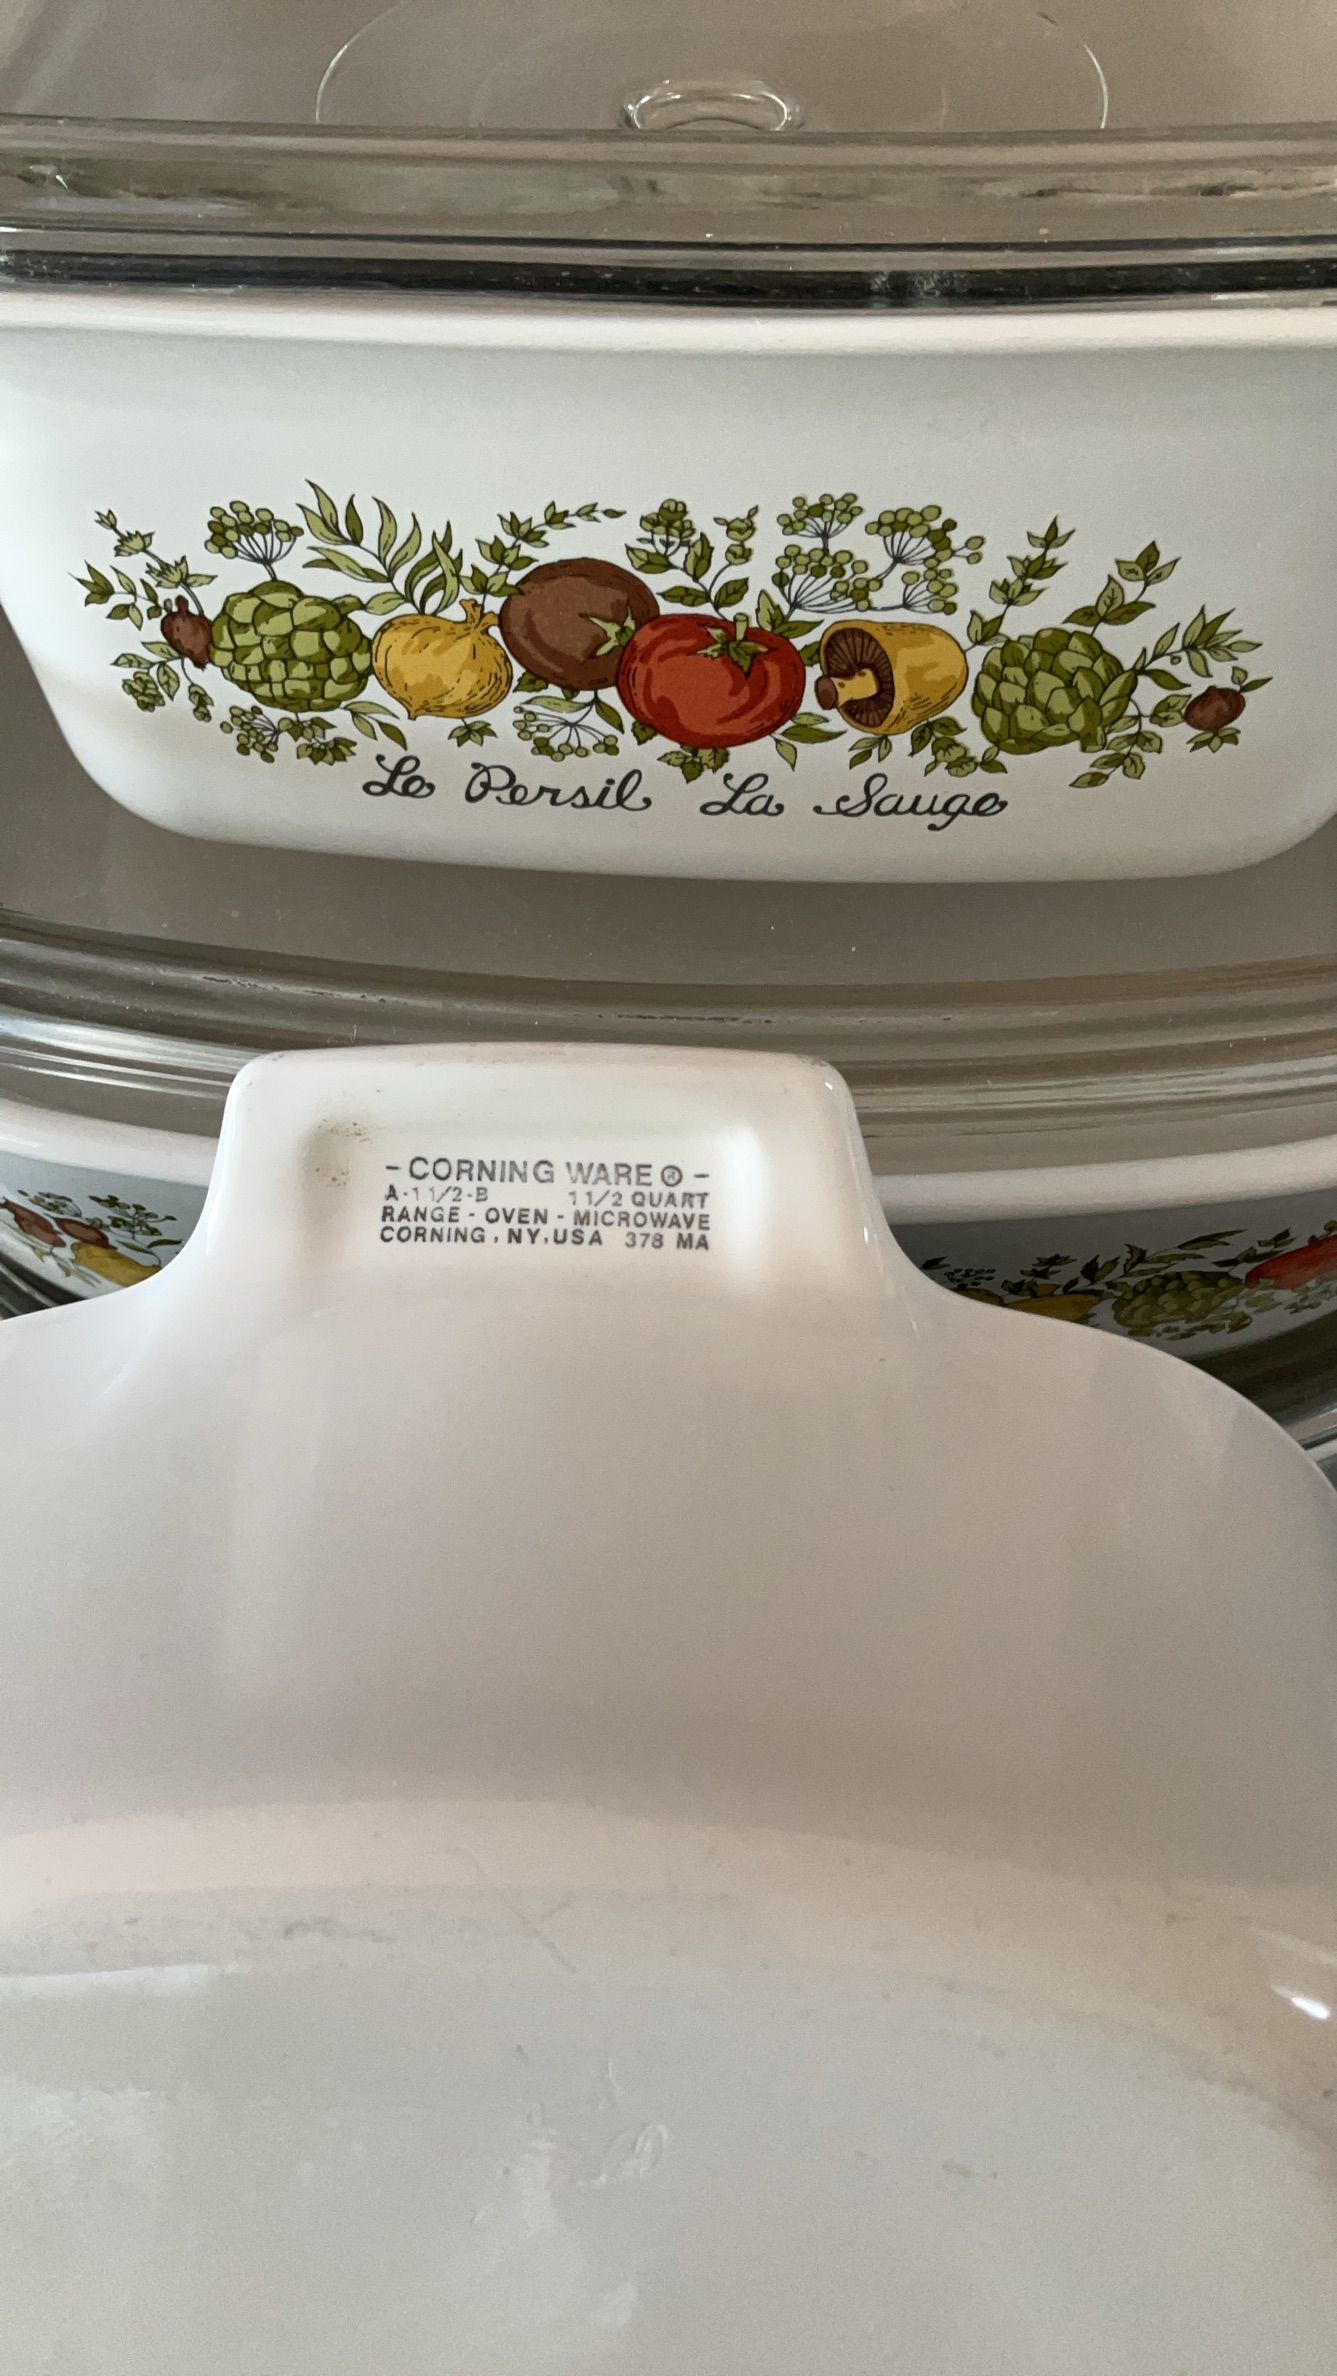 Le Persil La Sauge
- CORNING WARE ® -
A-1 1/2-B 1 1/2 QUART
RANGE - OVEN - MICROWAVE
CORNING, NY, USA 378 MA